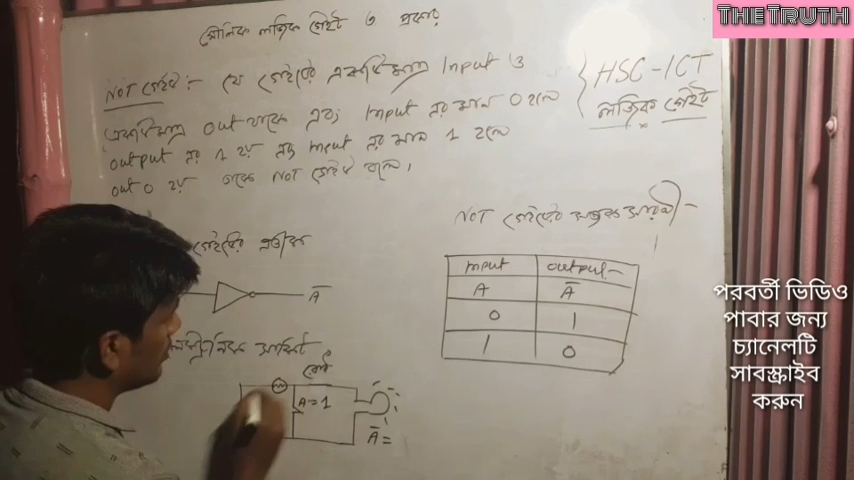 THE TRUTH
মৌলিক লজিক গেইট ৩ প্রকার
HSC-ICT
লজিক গেইট
NOT গেইট:- যে গেইটের একটিমাত্র Input ও
একটিমাত্র out থাকে এবং Input এর মান 0 হলে
output এর 1 হয় এবং Input এর মান 1 হলে
out 0 হয় তাকে NOT গেইট বলে।
গেইটের প্রতীক
A̅
NOT গেইটের সত্যক সারণী-
Input output
A A̅
0 1
1 0
সার্কিট
A=1
A̅=
পরবর্তী ভিডিও
পাবার জন্য
চ্যানেলটি
সাবস্ক্রাইব
করুন